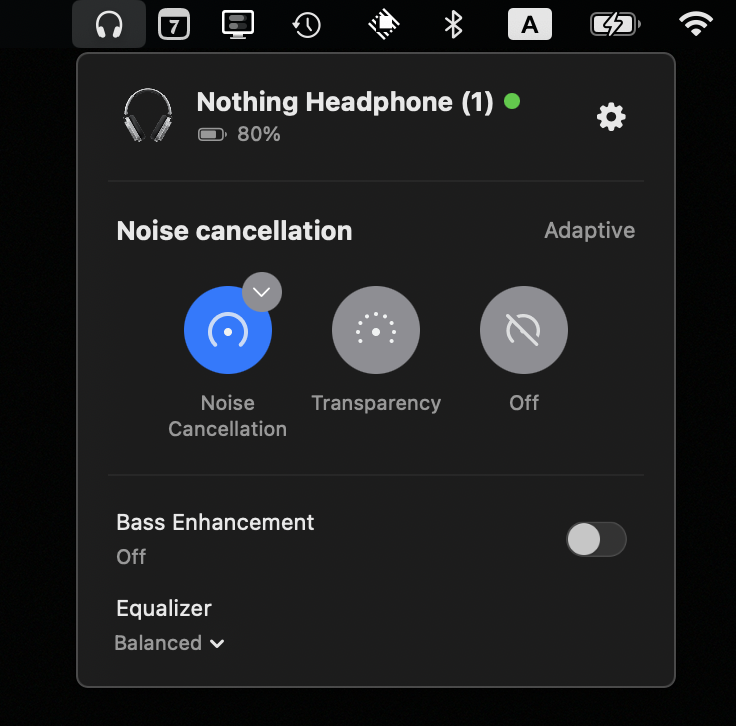 7
A
Nothing Headphone (1)
80%
Noise cancellation
Adaptive
Noise
Cancellation
Transparency
Off
Bass Enhancement
Off
Equalizer
Balanced